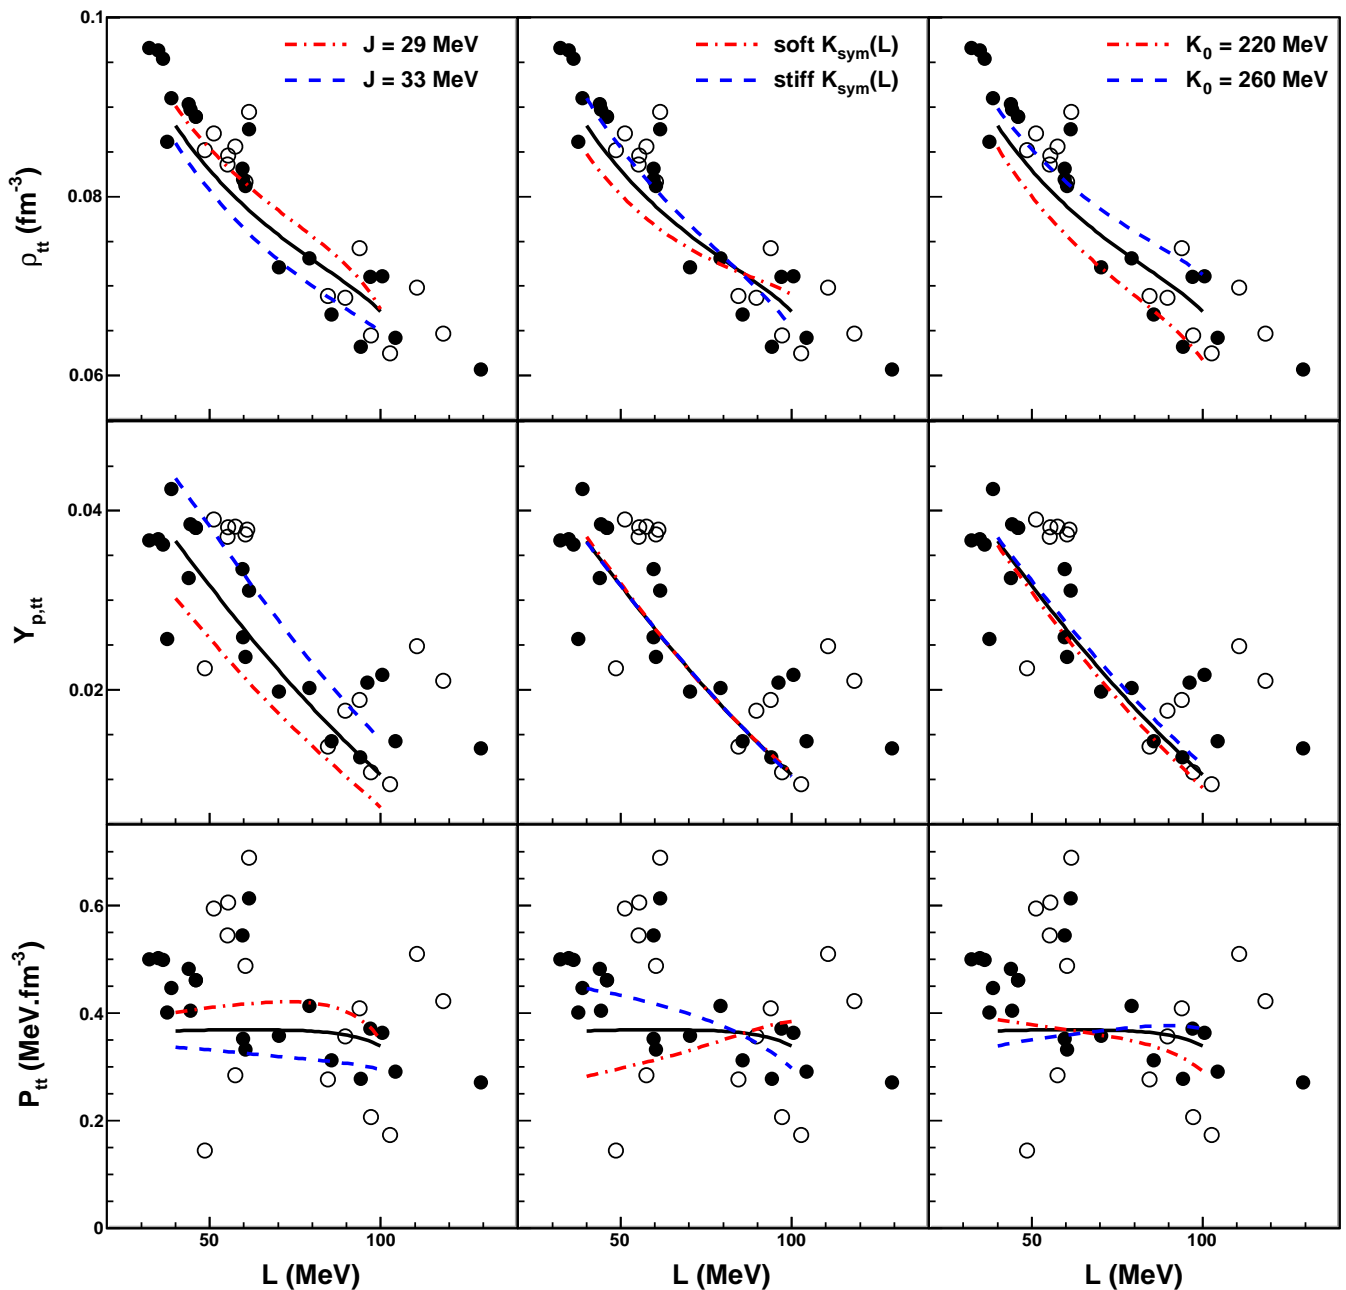 0.1
J = 29 MeV
J = 33 MeV
soft K_sym(L)
stiff K_sym(L)
K_0 = 220 MeV
K_0 = 260 MeV
0.08
0.06
ρ_tt (fm^-3)
0.04
0.02
Y_p,tt
0.6
0.4
0.2
0
P_tt (MeV.fm^-3)
50 100 50 100 50 100
L (MeV) L (MeV) L (MeV)